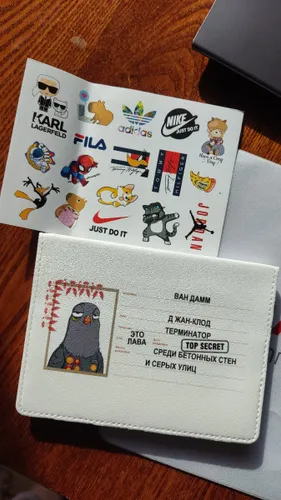 KARL
LAGERFELD
adidas
NIKE
JUST DO IT
FILA
JUST DO IT
JORDAN
ВАН ДАММ
Д ЖАН-КЛОД
ТЕРМИНАТОР
ЭТО
ЛАВА
TOP SECRET
СРЕДИ БЕТОННЫХ СТЕН
И СЕРЫХ УЛИЦ